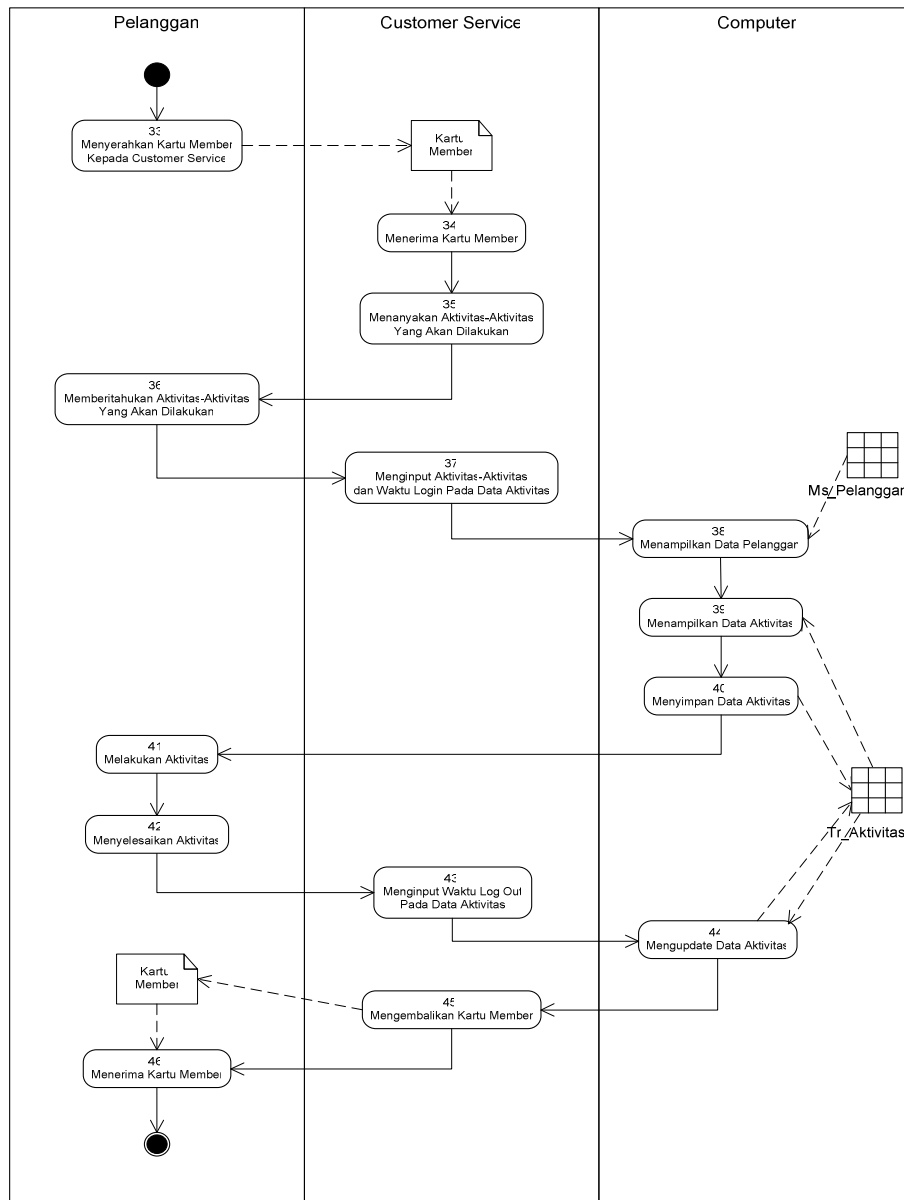 Pelanggan
Customer Service
Computer
33
Menyerahkan Kartu Member
Kepada Customer Service
Kartu
Member
34
Menerima Kartu Member
35
Menanyakan Aktivitas-Aktivitas
Yang Akan Dilakukan
36
Memberitahukan Aktivitas-Aktivitas
Yang Akan Dilakukan
37
Menginput Aktivitas-Aktivitas
dan Waktu Login Pada Data Aktivitas
Ms_Pelanggan
38
Menampilkan Data Pelanggan
39
Menampilkan Data Aktivitas
40
Menyimpan Data Aktivitas
41
Melakukan Aktivitas
42
Menyelesaikan Aktivitas
Tr_Aktivitas
43
Menginput Waktu Log Out
Pada Data Aktivitas
44
Mengupdate Data Aktivitas
Kartu
Member
45
Mengembalikan Kartu Member
46
Menerima Kartu Member